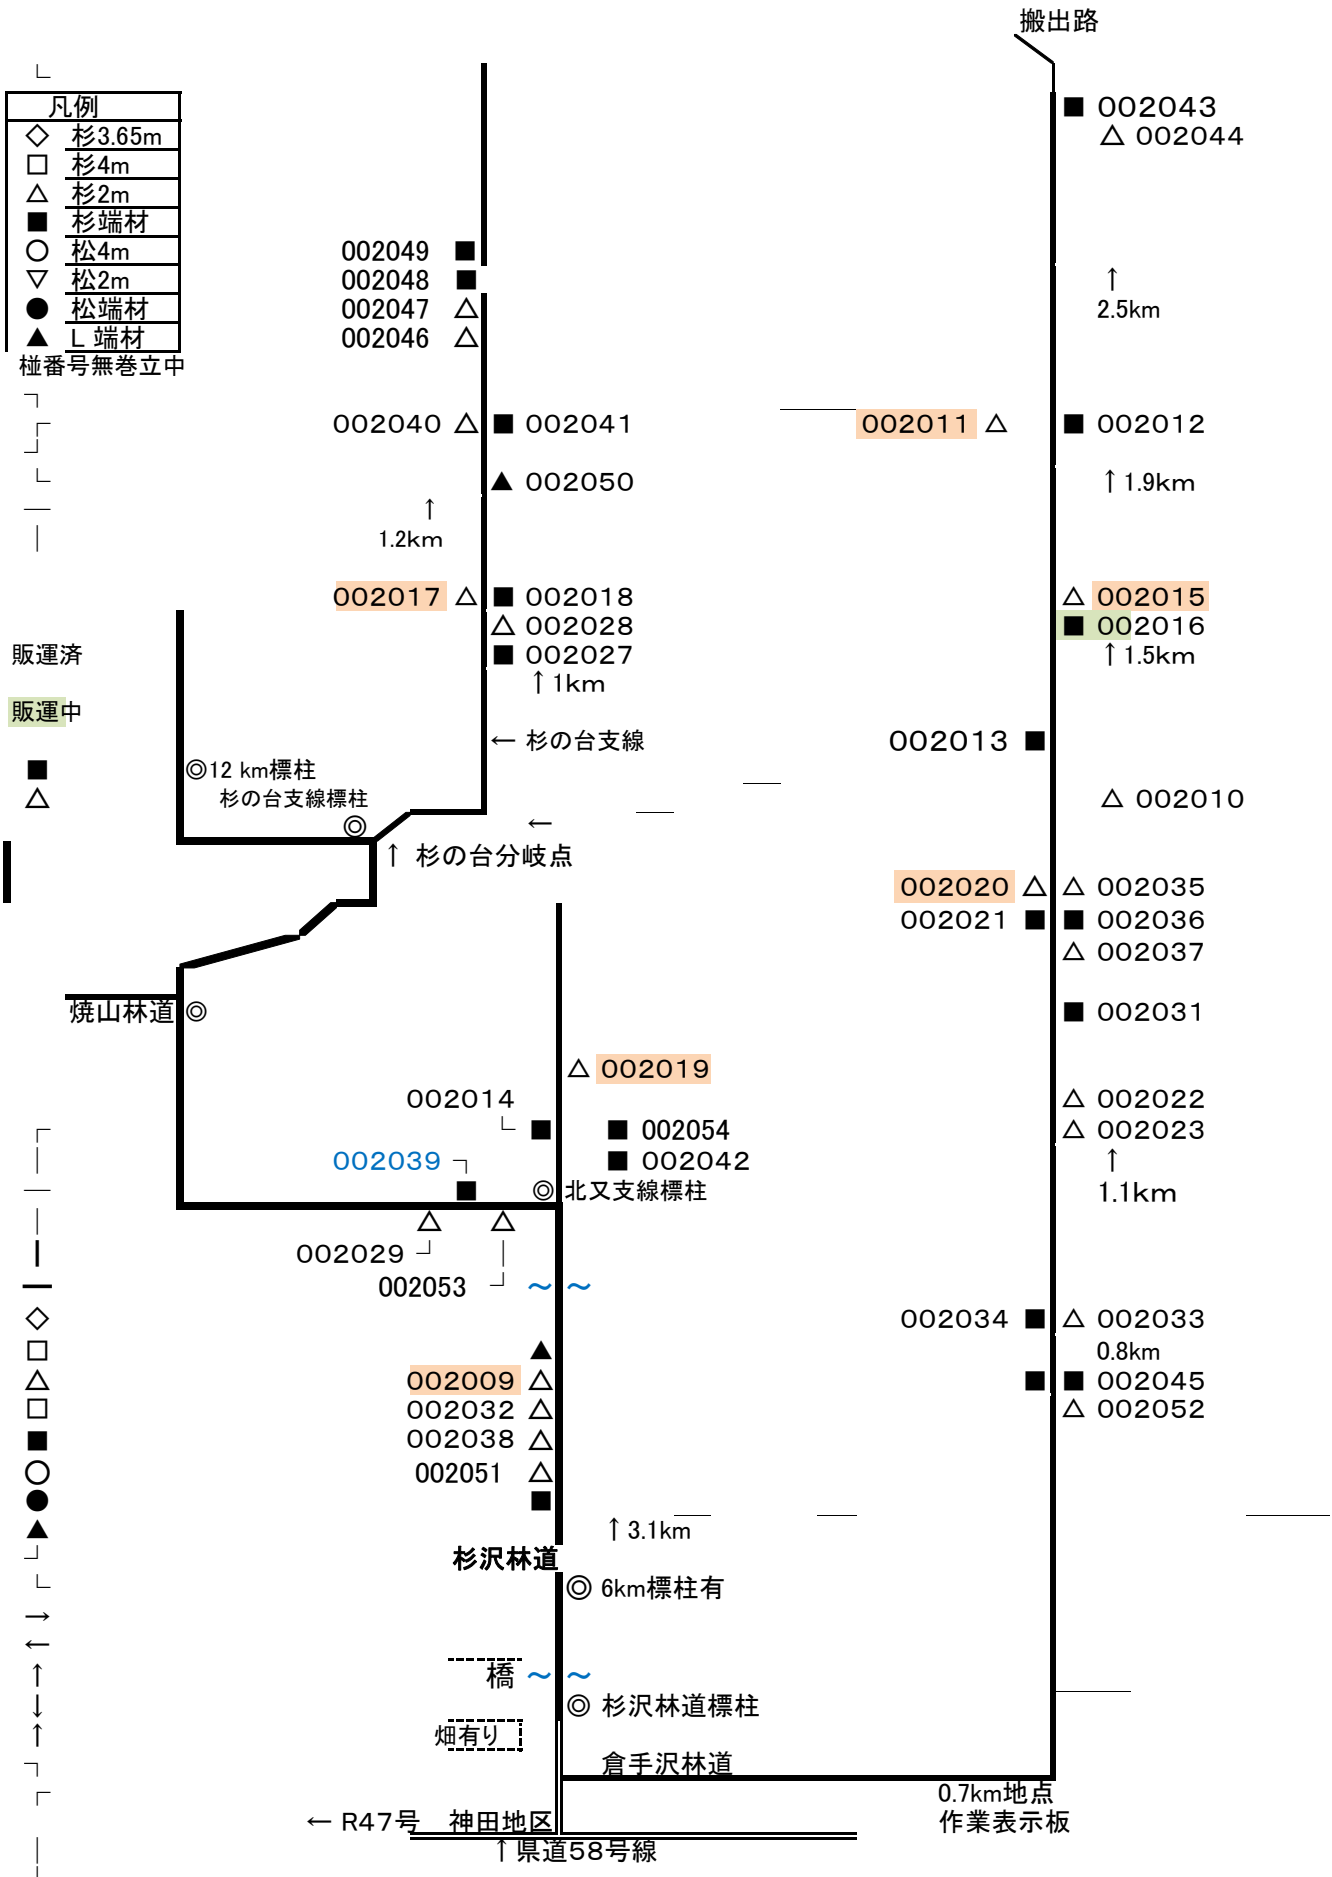 搬出路
凡例
◇ 杉3.65m
□ 杉4m
△ 杉2m
■ 杉端材
○ 松4m
▽ 松2m
● 松端材
▲ L 端材
椪番号無巻立中
■ 002043
△ 002044
002049 ■
002048 ■
002047 △
002046 △
↑
2.5km
002040 △ ■ 002041
002011 △ ■ 002012
▲ 002050
↑1.9km
↑
1.2km
002017 △ ■ 002018
△ 002015
△ 002028
■ 002016
販運済
■ 002027
↑1.5km
↑1km
販運中
← 杉の台支線
002013 ■
■
◎12 km標柱
△
杉の台支線標柱
△ 002010
◎
←
↑ 杉の台分岐点
002020 △ △ 002035
002021 ■ ■ 002036
△ 002037
焼山林道 ◎
■ 002031
△ 002019
002014
■ ■ 002054
△ 002022
△ 002023
002039
■ 002042
↑
■ ◎ 北又支線標柱
1.1km
△ △
002029
002053 ～ ～
◇
002034 ■ △ 002033
□
▲
0.8km
△
002009 △
■ ■ 002045
□
002032 △
△ 002052
■
002038 △
○
002051 △
●
■
▲
↑3.1km
杉沢林道
◎ 6km標柱有
→
←
↑
橋 ～ ～
↓
◎ 杉沢林道標柱
↑
畑有り
倉手沢林道
0.7km地点
← R47号 神田地区
作業表示板
↑県道58号線